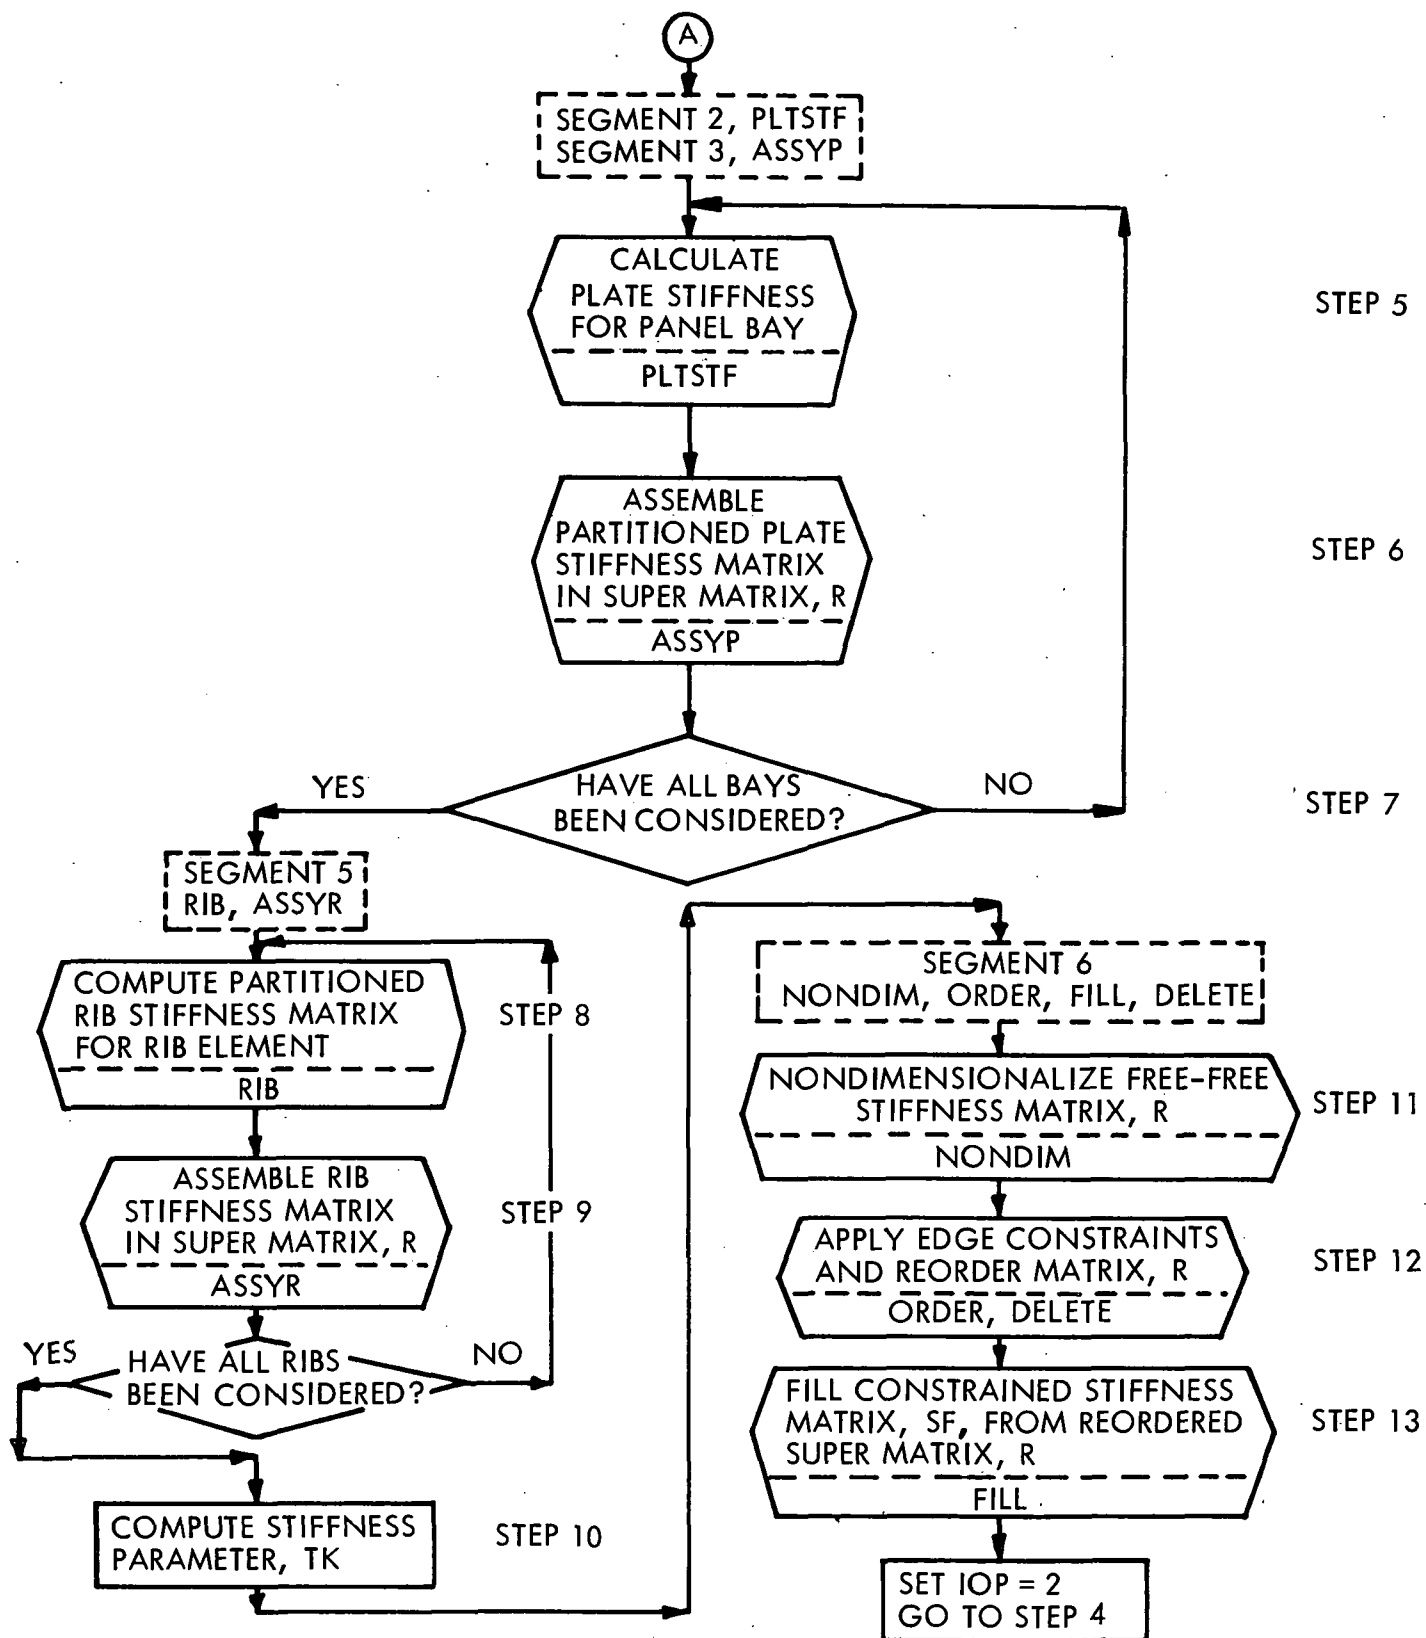 A
SEGMENT 2, PLTSTF
SEGMENT 3, ASSYP
CALCULATE
PLATE STIFFNESS
FOR PANEL BAY
PLTSTF
STEP 5
ASSEMBLE
PARTITIONED PLATE
STIFFNESS MATRIX
IN SUPER MATRIX, R
ASSYP
STEP 6
YES
HAVE ALL BAYS
BEEN CONSIDERED?
NO
STEP 7
SEGMENT 5
RIB, ASSYR
COMPUTE PARTITIONED
RIB STIFFNESS MATRIX
FOR RIB ELEMENT
RIB
STEP 8
ASSEMBLE RIB
STIFFNESS MATRIX
IN SUPER MATRIX, R
ASSYR
STEP 9
YES
HAVE ALL RIBS
BEEN CONSIDERED?
NO
COMPUTE STIFFNESS
PARAMETER, TK
STEP 10
SEGMENT 6
NONDIM, ORDER, FILL, DELETE
NONDIMENSIONALIZE FREE-FREE
STIFFNESS MATRIX, R
NONDIM
STEP 11
APPLY EDGE CONSTRAINTS
AND REORDER MATRIX, R
ORDER, DELETE
STEP 12
FILL CONSTRAINED STIFFNESS
MATRIX, SF, FROM REORDERED
SUPER MATRIX, R
FILL
STEP 13
SET IOP = 2
GO TO STEP 4